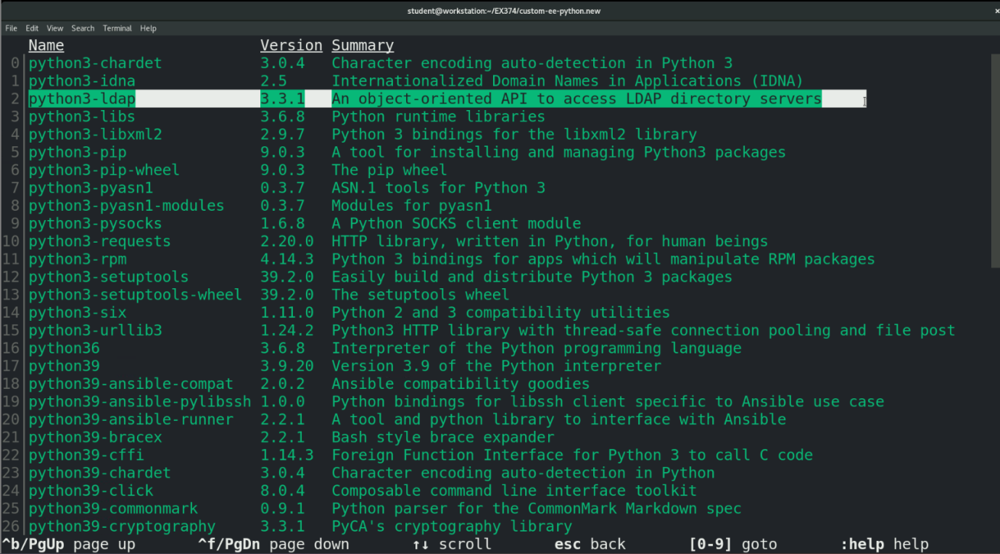 student@workstation:~/EX374/custom-ee-python.new ×
File Edit View Search Terminal Help
Name Version Summary
0 python3-chardet 3.0.4 Character encoding auto-detection in Python 3
1 python3-idna 2.5 Internationalized Domain Names in Applications (IDNA)
2 python3-ldap 3.3.1 An object-oriented API to access LDAP directory servers
3 python3-libs 3.6.8 Python runtime libraries
4 python3-libxml2 2.9.7 Python 3 bindings for the libxml2 library
5 python3-pip 9.0.3 A tool for installing and managing Python3 packages
6 python3-pip-wheel 9.0.3 The pip wheel
7 python3-pyasn1 0.3.7 ASN.1 tools for Python 3
8 python3-pyasn1-modules 0.3.7 Modules for pyasn1
9 python3-pysocks 1.6.8 A Python SOCKS client module
10 python3-requests 2.20.0 HTTP library, written in Python, for human beings
11 python3-rpm 4.14.3 Python 3 bindings for apps which will manipulate RPM packages
12 python3-setuptools 39.2.0 Easily build and distribute Python 3 packages
13 python3-setuptools-wheel 39.2.0 The setuptools wheel
14 python3-six 1.11.0 Python 2 and 3 compatibility utilities
15 python3-urllib3 1.24.2 Python3 HTTP library with thread-safe connection pooling and file post
16 python36 3.6.8 Interpreter of the Python programming language
17 python39 3.9.20 Version 3.9 of the Python interpreter
18 python39-ansible-compat 2.0.2 Ansible compatibility goodies
19 python39-ansible-pylibssh 1.0.0 Python bindings for libssh client specific to Ansible use case
20 python39-ansible-runner 2.2.1 A tool and python library to interface with Ansible
21 python39-bracex 2.2.1 Bash style brace expander
22 python39-cffi 1.14.3 Foreign Function Interface for Python 3 to call C code
23 python39-chardet 3.0.4 Character encoding auto-detection in Python
24 python39-click 8.0.4 Composable command line interface toolkit
25 python39-commonmark 0.9.1 Python parser for the CommonMark Markdown spec
26 python39-cryptography 3.3.1 PyCA's cryptography library
^b/PgUp page up ^f/PgDn page down ↑↓ scroll esc back [0-9] goto :help help